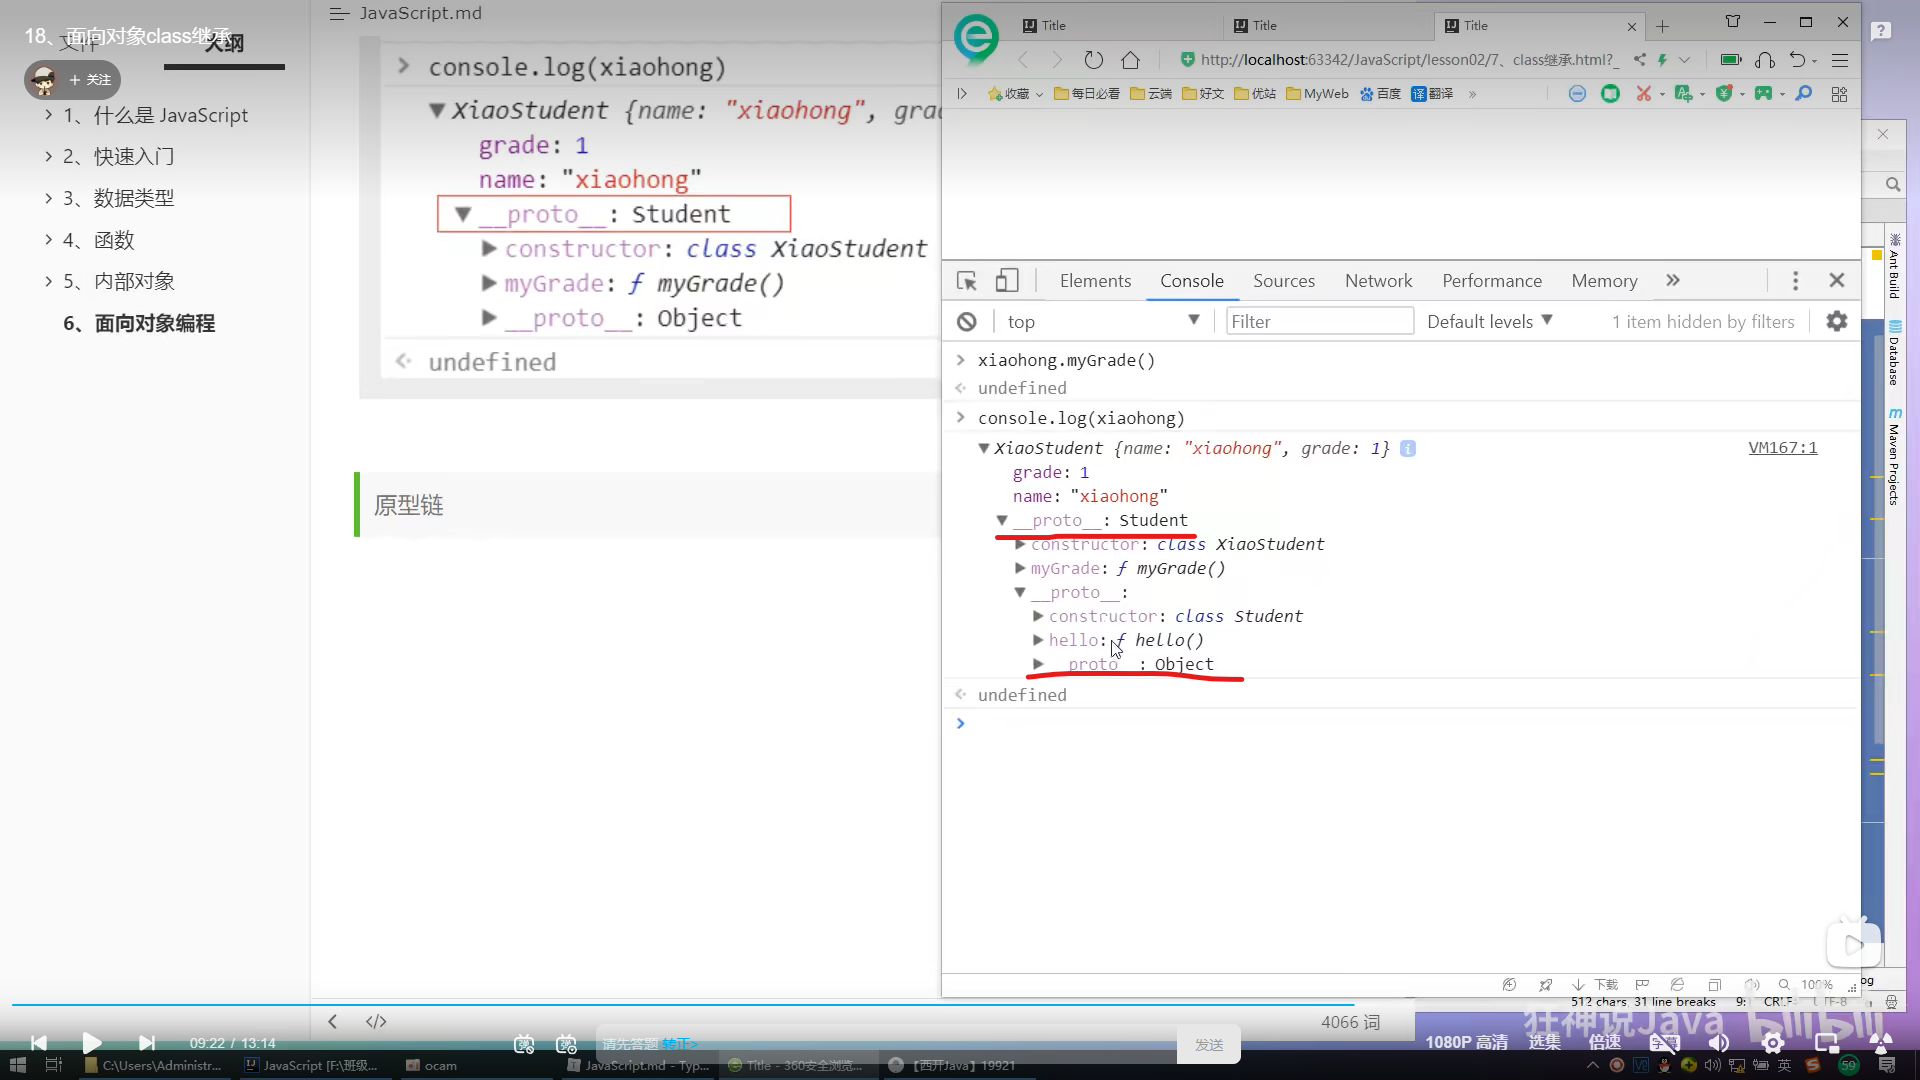 18、面向对象class继承
文件
大纲
+ 关注
1、什么是 JavaScript
2、快速入门
3、数据类型
4、函数
5、内部对象
6、面向对象编程
JavaScript.md
> console.log(xiaohong)
▼XiaoStudent {name: "xiaohong", gra
grade: 1
name: "xiaohong"
▼__proto__: Student
▶constructor: class XiaoStudent
▶myGrade: ƒ myGrade()
▶__proto__: Object
undefined
原型链
4066 词
Title
Title
Title
http://localhost:63342/JavaScript/lesson02/7、class继承.html?_
收藏 每日必看 云端 好文 优站 MyWeb 百度 译 翻译 »
Elements Console Sources Network Performance Memory »
top ▼ Filter Default levels ▼ 1 item hidden by filters
> xiaohong.myGrade()
undefined
> console.log(xiaohong)
▼XiaoStudent {name: "xiaohong", grade: 1} i VM167:1
grade: 1
name: "xiaohong"
▼__proto__: Student
▶constructor: class XiaoStudent
▶myGrade: ƒ myGrade()
▼__proto__:
▶constructor: class Student
▶hello: ƒ hello()
▶__proto__: Object
undefined
>
Ant Build
Database
m Maven Projects
下载 100%
og
512 chars, 31 line breaks 9: CRLF UTF-8
狂神说Java bilibili
09:22 / 13:14
请先答题 转正>
发送
1080P 高清 选集 倍速 字幕
C:\Users\Administr...
JavaScript [F:\班级...
ocam
JavaScript.md - Typ...
Title - 360安全浏览...
【西开Java】19921
英
59